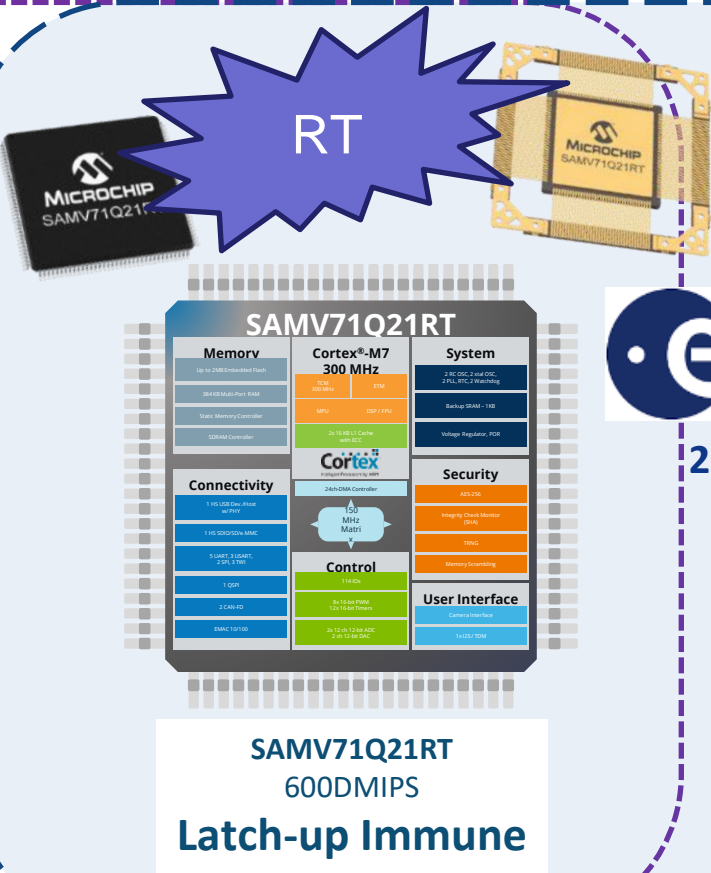 RT
MICROCHIP
SAMV71Q21
MICROCHIP
SAMV71Q21RT
SAMV71Q21RT
Memory
Up to 2MB Embedded Flash
384 KB Multi-Port RAM
Static Memory Controller
SDRAM Controller
Connectivity
1 HS USB Dev./Host
w/ PHY
1 HS SDIO/SD/e.MMC
5 UART, 3 USART,
2 SPI, 3 TWI
1 QSPI
2 CAN-FD
EMAC 10/100
Cortex®-M7
300 MHz
TCM
300 MHz
ETM
MPU
DSP / FPU
2x 16 KB L1 Cache
with ECC
Cortex
Intelligent Processors by ARM
24ch-DMA Controller
150
MHz
Matri
x
Control
114 IOs
8x 16-bit PWM
12x 16-bit Timers
2x 12 ch 12-bit ADC
2 ch 12-bit DAC
System
2 RC OSC, 2 xtal OSC,
2 PLL, RTC, 2 Watchdog
Backup SRAM – 1KB
Voltage Regulator, POR
Security
AES-256
Integrity Check Monitor
(SHA)
TRNG
Memory Scrambling
User Interface
Camera Interface
1x I2S / TDM
2
SAMV71Q21RT
600DMIPS
Latch-up Immune